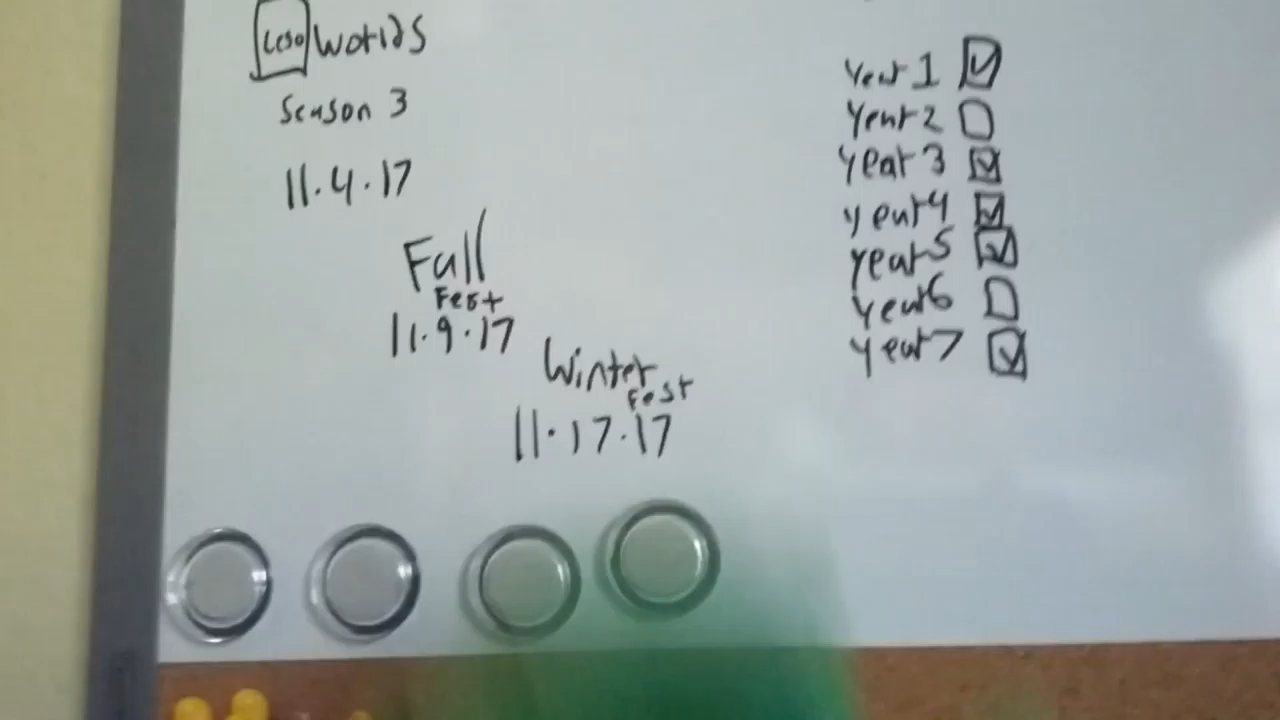 LEGO Worlds
Season 3
11.4.17
Fall
Fest
11.9.17
Winter
Fest
11.17.17
Year 1
Year 2
Year 3
Year 4
Year 5
Year 6
Year 7